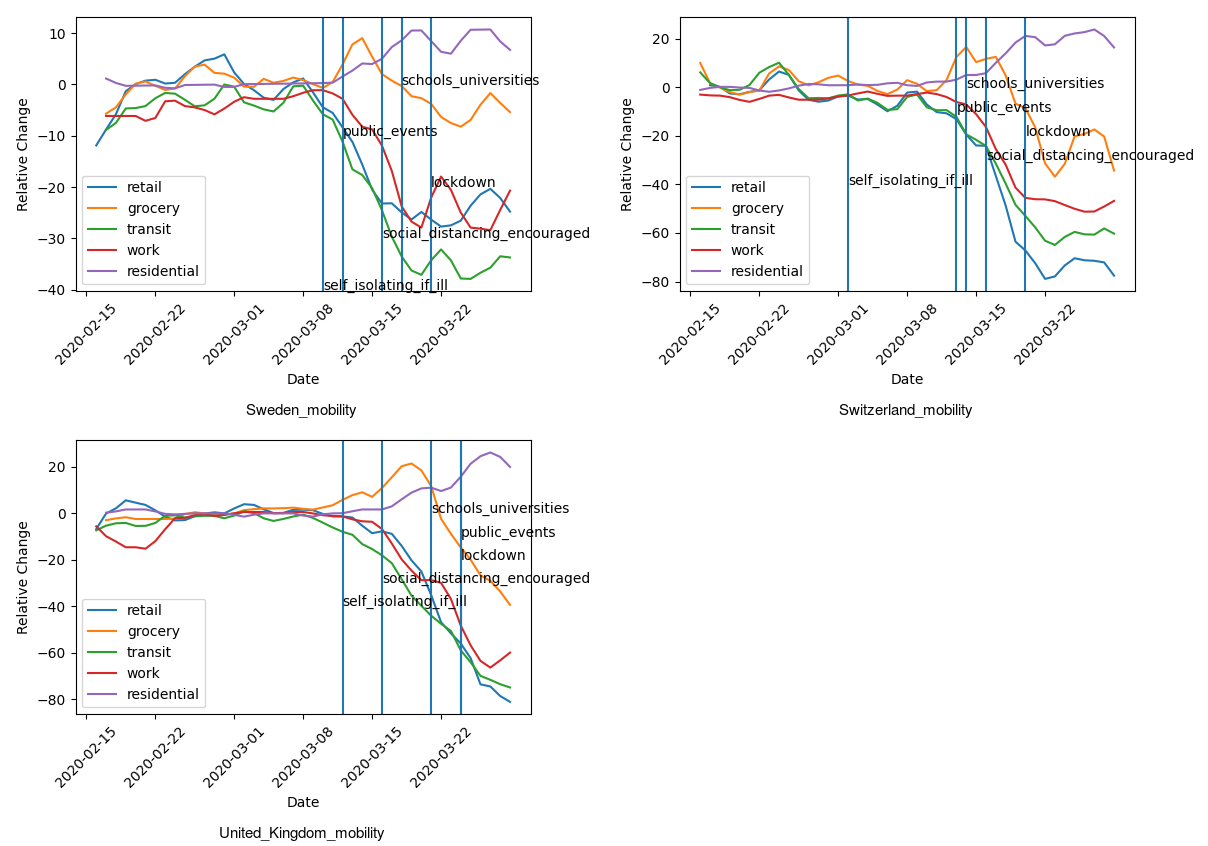 10
0
−10
−20
−30
−40
Relative Change
schools_universities
public_events
lockdown
social_distancing_encouraged
self_isolating_if_ill
retail
grocery
transit
work
residential
2020-02-15
2020-02-22
2020-03-01
2020-03-08
2020-03-15
2020-03-22
Date
Sweden_mobility
20
0
−20
−40
−60
−80
Relative Change
schools_universities
public_events
lockdown
social_distancing_encouraged
self_isolating_if_ill
retail
grocery
transit
work
residential
2020-02-15
2020-02-22
2020-03-01
2020-03-08
2020-03-15
2020-03-22
Date
Switzerland_mobility
20
0
−20
−40
−60
−80
Relative Change
schools_universities
public_events
lockdown
social_distancing_encouraged
self_isolating_if_ill
retail
grocery
transit
work
residential
2020-02-15
2020-02-22
2020-03-01
2020-03-08
2020-03-15
2020-03-22
Date
United_Kingdom_mobility